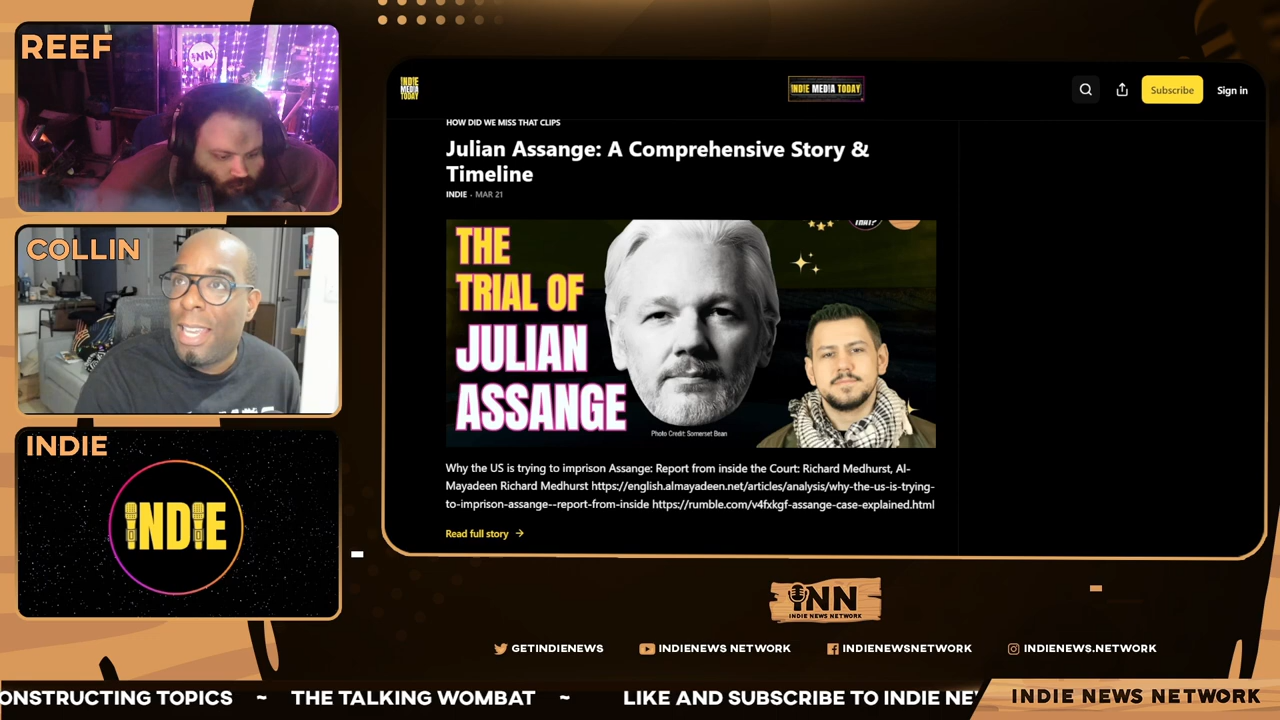 REEF
INN
COLLIN
INDIE
INDIE
INDIE
MEDIA
TODAY
INDIE MEDIA TODAY
Subscribe
Sign in
HOW DID WE MISS THAT CLIPS
Julian Assange: A Comprehensive Story &
Timeline
INDIE · MAR 21
THAT?
THE
TRIAL OF
JULIAN
ASSANGE
Photo Credit: Somerset Bean
Why the US is trying to imprison Assange: Report from inside the Court: Richard Medhurst, Al-
Mayadeen Richard Medhurst https://english.almayadeen.net/articles/analysis/why-the-us-is-trying-
to-imprison-assange--report-from-inside https://rumble.com/v4fxkgf-assange-case-explained.html
Read full story →
INN
INDIE NEWS NETWORK
GETINDIENEWS
INDIENEWS NETWORK
INDIENEWSNETWORK
INDIENEWS.NETWORK
ONSTRUCTING TOPICS ~ THE TALKING WOMBAT ~ LIKE AND SUBSCRIBE TO INDIE NE
INDIE NEWS NETWORK